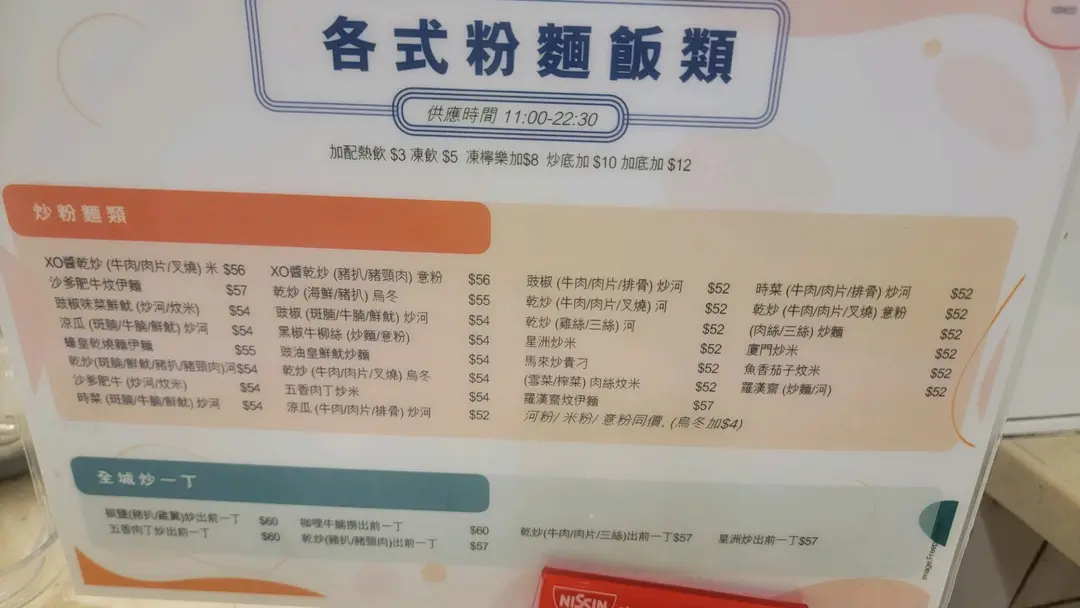 各式粉麵飯類
供應時間 11:00-22:30
加配熱飲 $3 凍飲 $5 凍檸樂加$8 炒底加 $10 加底加 $12
炒粉麵類
XO醬乾炒 (牛肉/肉片/叉燒) 米 $56
沙爹肥牛炆伊麵 $57
豉椒味菜鮮魷 (炒河/炆米) $54
涼瓜 (斑腩/牛腩/鮮魷) 炒河 $54
蠔皇乾燒麵伊麵 $55
乾炒(斑腩/鮮魷/豬扒/豬頸肉)河$54
沙爹肥牛 (炒河/炆米) $54
時菜 (斑腩/牛腩/鮮魷) 炒河 $54
XO醬乾炒 (豬扒/豬頸肉) 意粉 $56
乾炒 (海鮮/豬扒) 烏冬 $55
豉椒 (斑腩/牛腩/鮮魷) 炒河 $54
黑椒牛柳絲 (炒麵/意粉) $54
豉油皇鮮魷炒麵 $54
乾炒 (牛肉/肉片/叉燒) 烏冬 $54
五香肉丁炒米 $54
涼瓜 (牛肉/肉片/排骨) 炒河 $52
豉椒 (牛肉/肉片/排骨) 炒河 $52
乾炒 (牛肉/肉片/叉燒) 河 $52
乾炒 (雞絲/三絲) 河 $52
星洲炒米 $52
馬來炒貴刁 $52
(雪菜/榨菜) 肉絲炆米 $52
羅漢齋炆伊麵 $57
河粉/ 米粉/ 意粉同價, (烏冬加$4)
時菜 (牛肉/肉片/排骨) 炒河 $52
乾炒 (牛肉/肉片/叉燒) 意粉 $52
(肉絲/三絲) 炒麵 $52
廈門炒米 $52
魚香茄子炆米 $52
羅漢齋 (炒麵/河) $52
全城炒一丁
椒鹽(豬扒/雞翼)炒出前一丁 $60
五香肉丁炒出前一丁 $60
咖喱牛腩撈出前一丁 $60
乾炒(豬扒/豬頸肉)出前一丁 $57
乾炒(牛肉/肉片/三絲)出前一丁$57
星洲炒出前一丁$57
NISSIN